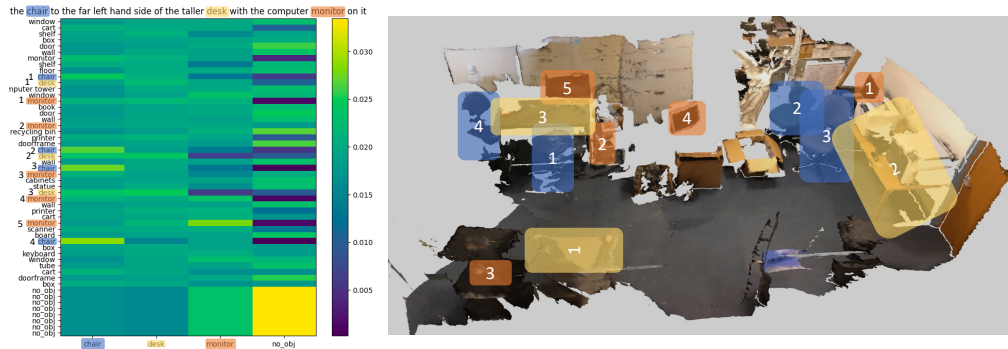 the chair to the far left hand side of the taller desk with the computer monitor on it
window
cart
shelf
box
door
wall
monitor
shelf
floor
1 chair
1 desk
nputer tower
window
1 monitor
book
door
wall
2 monitor
recycling bin
printer
doorframe
2 chair
2 desk
wall
3 chair
3 monitor
cabinets
statue
3 desk
4 monitor
wall
printer
cart
5 monitor
scanner
board
4 chair
box
keyboard
window
tube
cart
doorframe
box
no_obj
no_obj
no_obj
no_obj
no_obj
no_obj
no_obj
no_obj
chair desk monitor no_obj
0.030
0.025
0.020
0.015
0.010
0.005
5
4
3
1
2
4
2
1
3
2
1
3